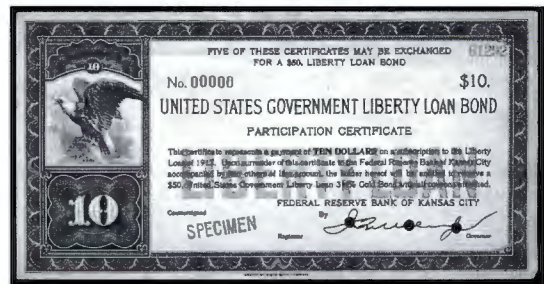 FIVE OF THESE CERTIFICATES MAY BE EXCHANGED
FOR A $50. LIBERTY LOAN BOND
61292
10
No. 00000
$10.
UNITED STATES GOVERNMENT LIBERTY LOAN BOND
PARTICIPATION CERTIFICATE
This certificate represents a payment of TEN DOLLARS on a subscription to the Liberty
Loan of 1917. Upon surrender of this certificate to the Federal Reserve Bank of Kansas City
accompanied by four others of like amount, the holder hereof will be entitled to receive a
$50. United States Government Liberty Loan 3½% Gold Bond, with all coupons attached.
FEDERAL RESERVE BANK OF KANSAS CITY
10
Countersigned
SPECIMEN
Registrar
By
Governor